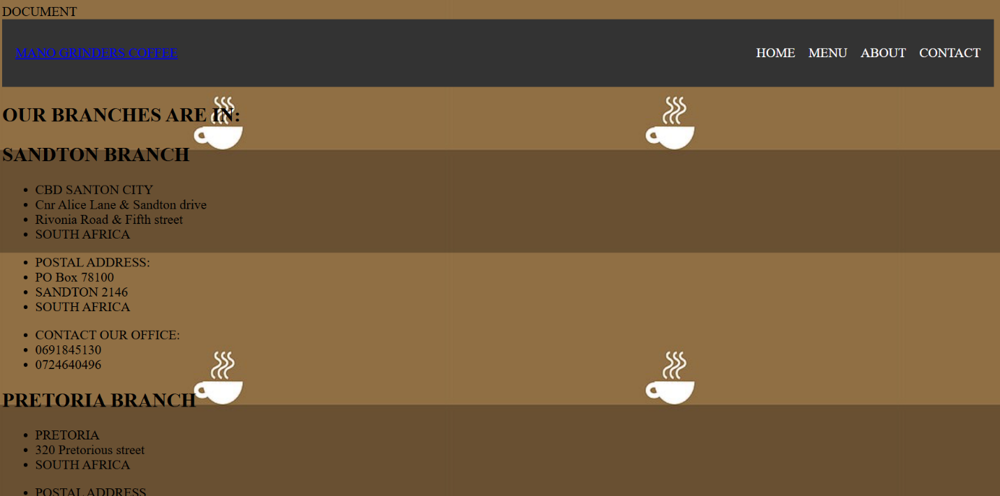 DOCUMENT
MANO GRINDERS COFFEE
HOME MENU ABOUT CONTACT
OUR BRANCHES ARE IN:
SANDTON BRANCH
CBD SANTON CITY
Cnr Alice Lane & Sandton drive
Rivonia Road & Fifth street
SOUTH AFRICA
POSTAL ADDRESS:
PO Box 78100
SANDTON 2146
SOUTH AFRICA
CONTACT OUR OFFICE:
0691845130
0724640496
PRETORIA BRANCH
PRETORIA
320 Pretorious street
SOUTH AFRICA
POSTAL ADDRESS